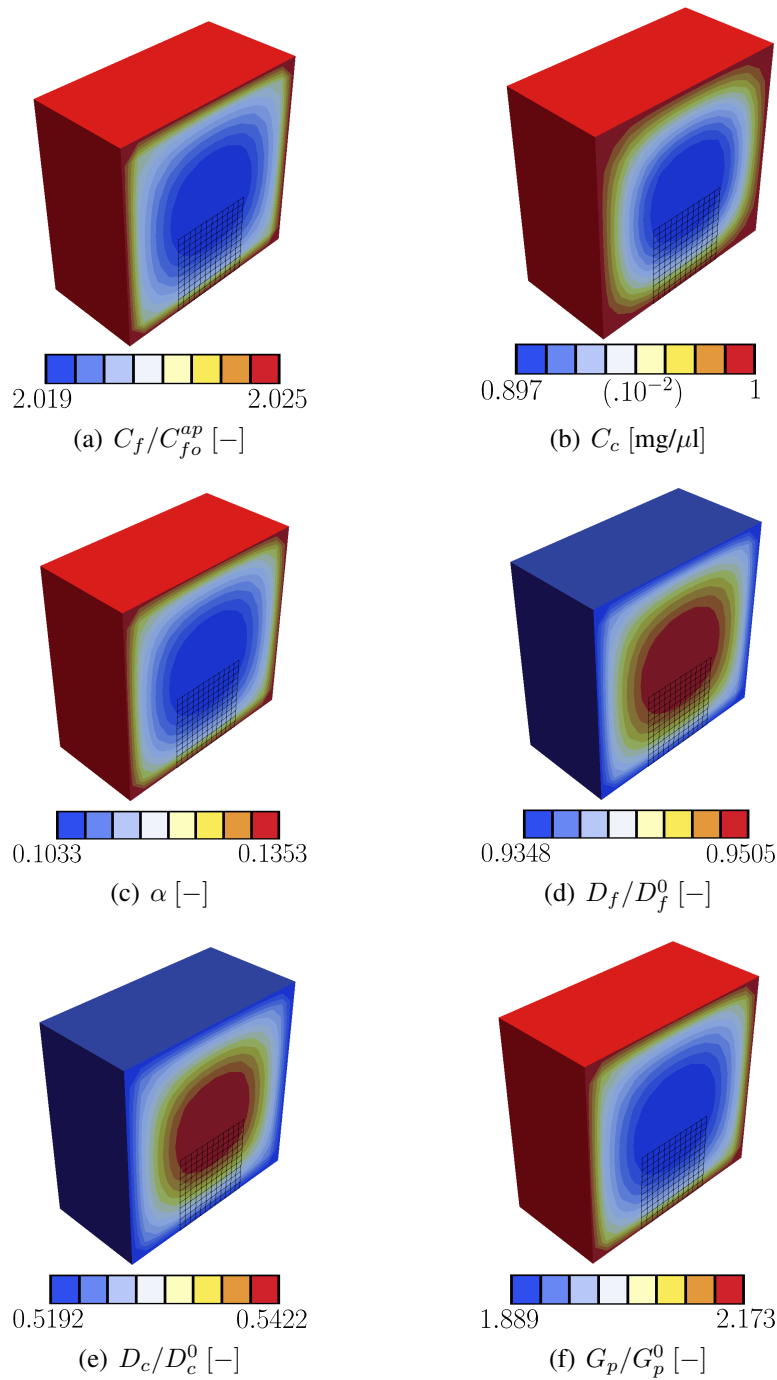 2.019 2.025
(a) C_f/C_{fo}^{ap} [−]
0.897 (.10^{−2}) 1
(b) C_c [mg/μl]
0.1033 0.1353
(c) α [−]
0.9348 0.9505
(d) D_f/D_f^0 [−]
0.5192 0.5422
(e) D_c/D_c^0 [−]
1.889 2.173
(f) G_p/G_p^0 [−]